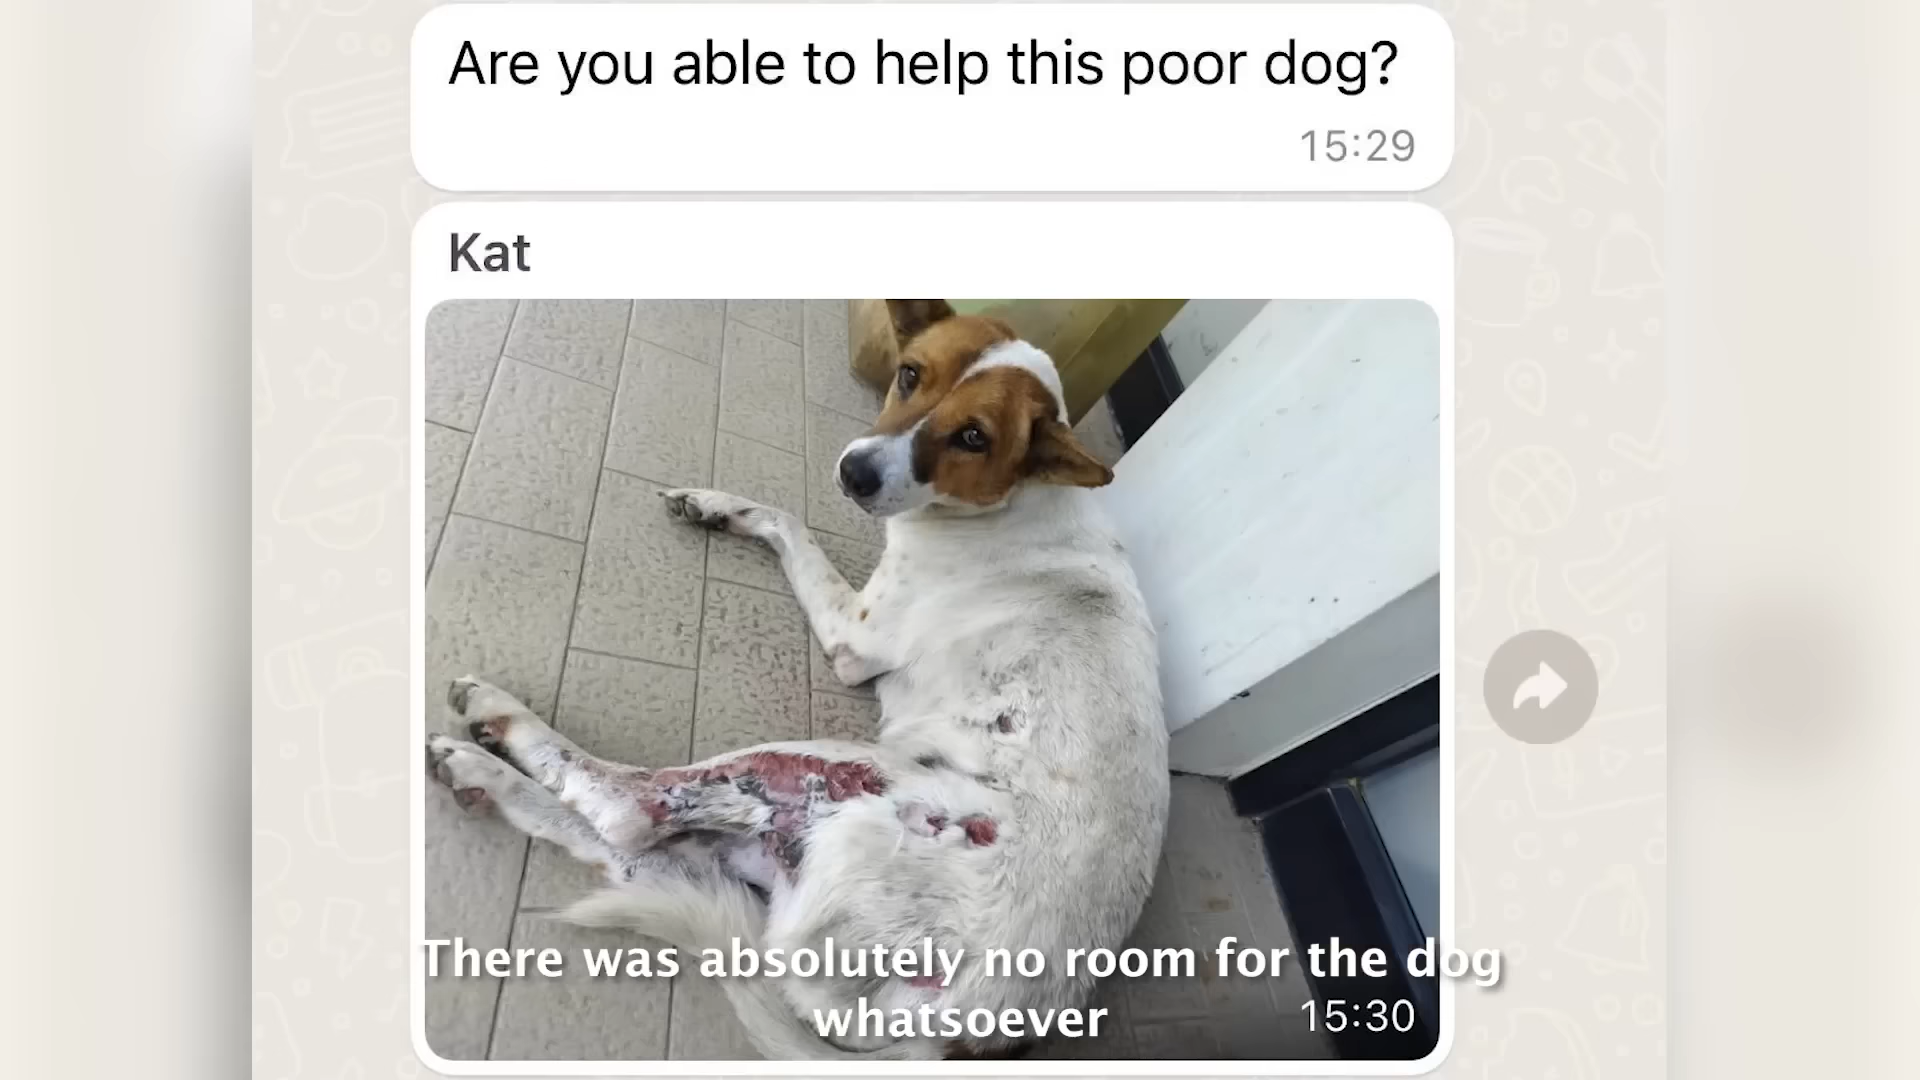 Are you able to help this poor dog?
15:29
Kat
There was absolutely no room for the dog
whatsoever
15:30